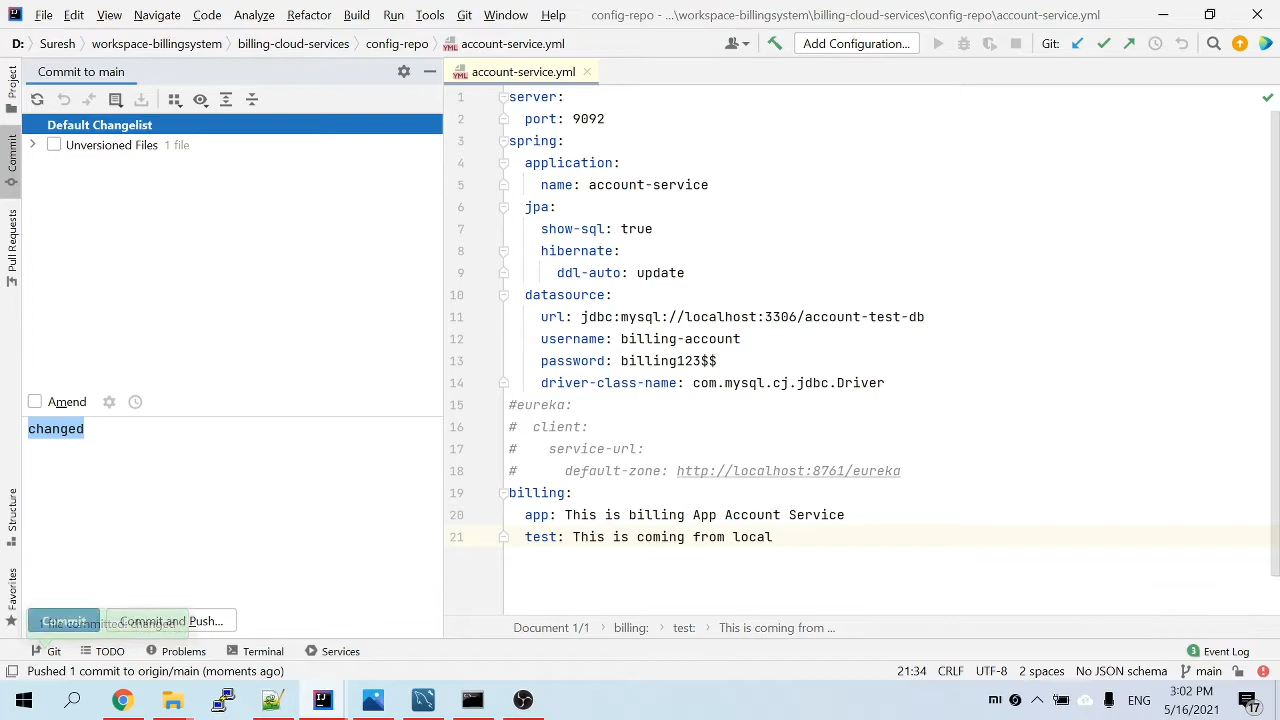 File Edit View Navigate Code Analyze Refactor Build Run Tools Git Window Help config-repo - ...\workspace-billingsystem\billing-cloud-services\config-repo\account-service.yml
D: Suresh workspace-billingsystem billing-cloud-services config-repo account-service.yml Add Configuration... Git:
Commit to main
account-service.yml
Default Changelist
Unversioned Files 1 file
Amend
changed
Commit and Push...
1 server:
2 port: 9092
3 spring:
4 application:
5 name: account-service
6 jpa:
7 show-sql: true
8 hibernate:
9 ddl-auto: update
10 datasource:
11 url: jdbc:mysql://localhost:3306/account-test-db
12 username: billing-account
13 password: billing123$$
14 driver-class-name: com.mysql.cj.jdbc.Driver
15 #eureka:
16 # client:
17 # service-url:
18 # default-zone: http://localhost:8761/eureka
19 billing:
20 app: This is billing App Account Service
21 test: This is coming from local
Document 1/1 billing: test: This is coming from ...
Project
Commit
Pull Requests
Structure
Favorites
Git TODO Problems Terminal Services 3 Event Log
Pushed 1 commit to origin/main (moments ago) 21:34 CRLF UTF-8 2 spaces No JSON schema main
ENG
:02 PM
5/16/2021
17